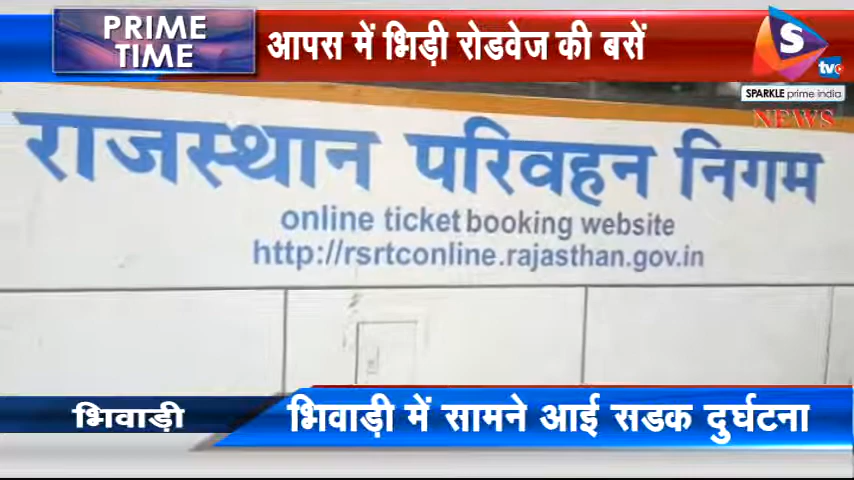 PRIME
TIME
आपस में भिड़ी रोडवेज की बसें
S
tv
SPARKLE prime india
NEWS
राजस्थान परिवहन निगम
online ticket booking website
http://rsrtconline.rajasthan.gov.in
भिवाड़ी
भिवाड़ी में सामने आई सडक दुर्घटना